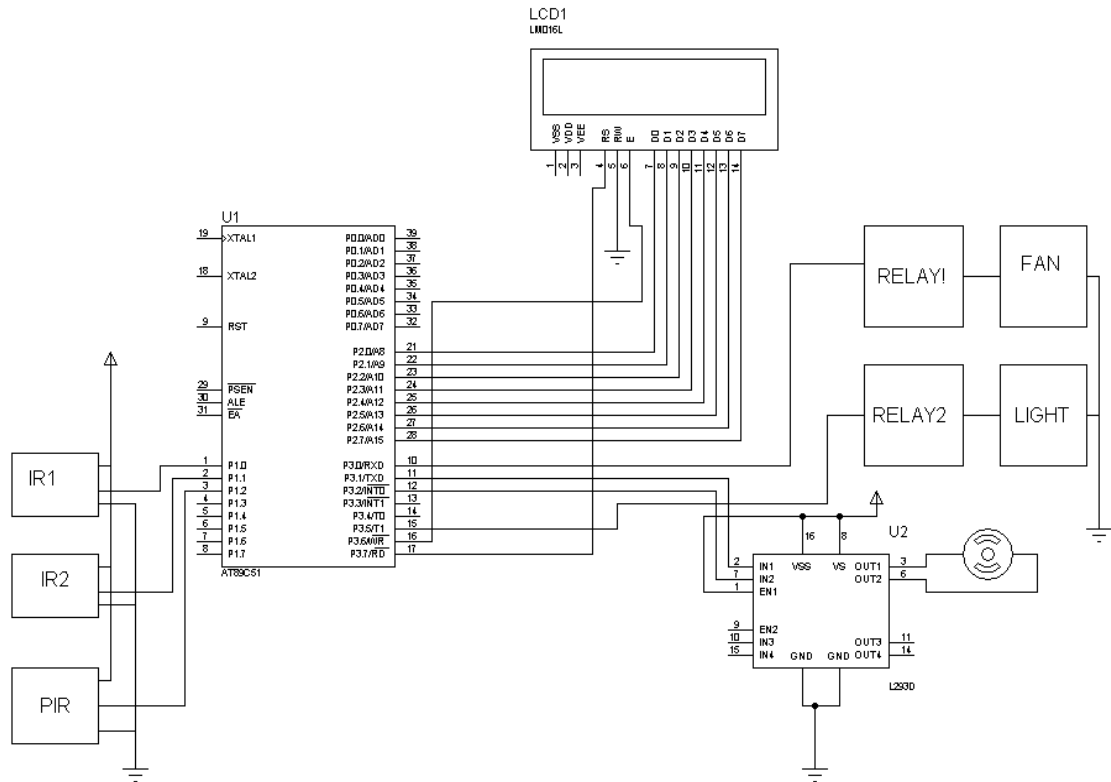 LCD1
LM016L
VSS
VDD
VEE
RS
RW
E
D0
D1
D2
D3
D4
D5
D6
D7
1
2
3
4
5
6
7
8
9
10
11
12
13
14
U1
19 XTAL1
18 XTAL2
9 RST
29 PSEN
30 ALE
31 EA
1 P1.0
2 P1.1
3 P1.2
4 P1.3
5 P1.4
6 P1.5
7 P1.6
8 P1.7
P0.0/AD0 39
P0.1/AD1 38
P0.2/AD2 37
P0.3/AD3 36
P0.4/AD4 35
P0.5/AD5 34
P0.6/AD6 33
P0.7/AD7 32
P2.0/A8 21
P2.1/A9 22
P2.2/A10 23
P2.3/A11 24
P2.4/A12 25
P2.5/A13 26
P2.6/A14 27
P2.7/A15 28
P3.0/RXD 10
P3.1/TXD 11
P3.2/INT0 12
P3.3/INT1 13
P3.4/T0 14
P3.5/T1 15
P3.6/WR 16
P3.7/RD 17
AT89C51
IR1
IR2
PIR
RELAY!
FAN
RELAY2
LIGHT
U2
16
8
2 IN1
7 IN2
1 EN1
9 EN2
10 IN3
15 IN4
VSS
VS
OUT1 3
OUT2 6
OUT3 11
OUT4 14
GND
GND
L293D